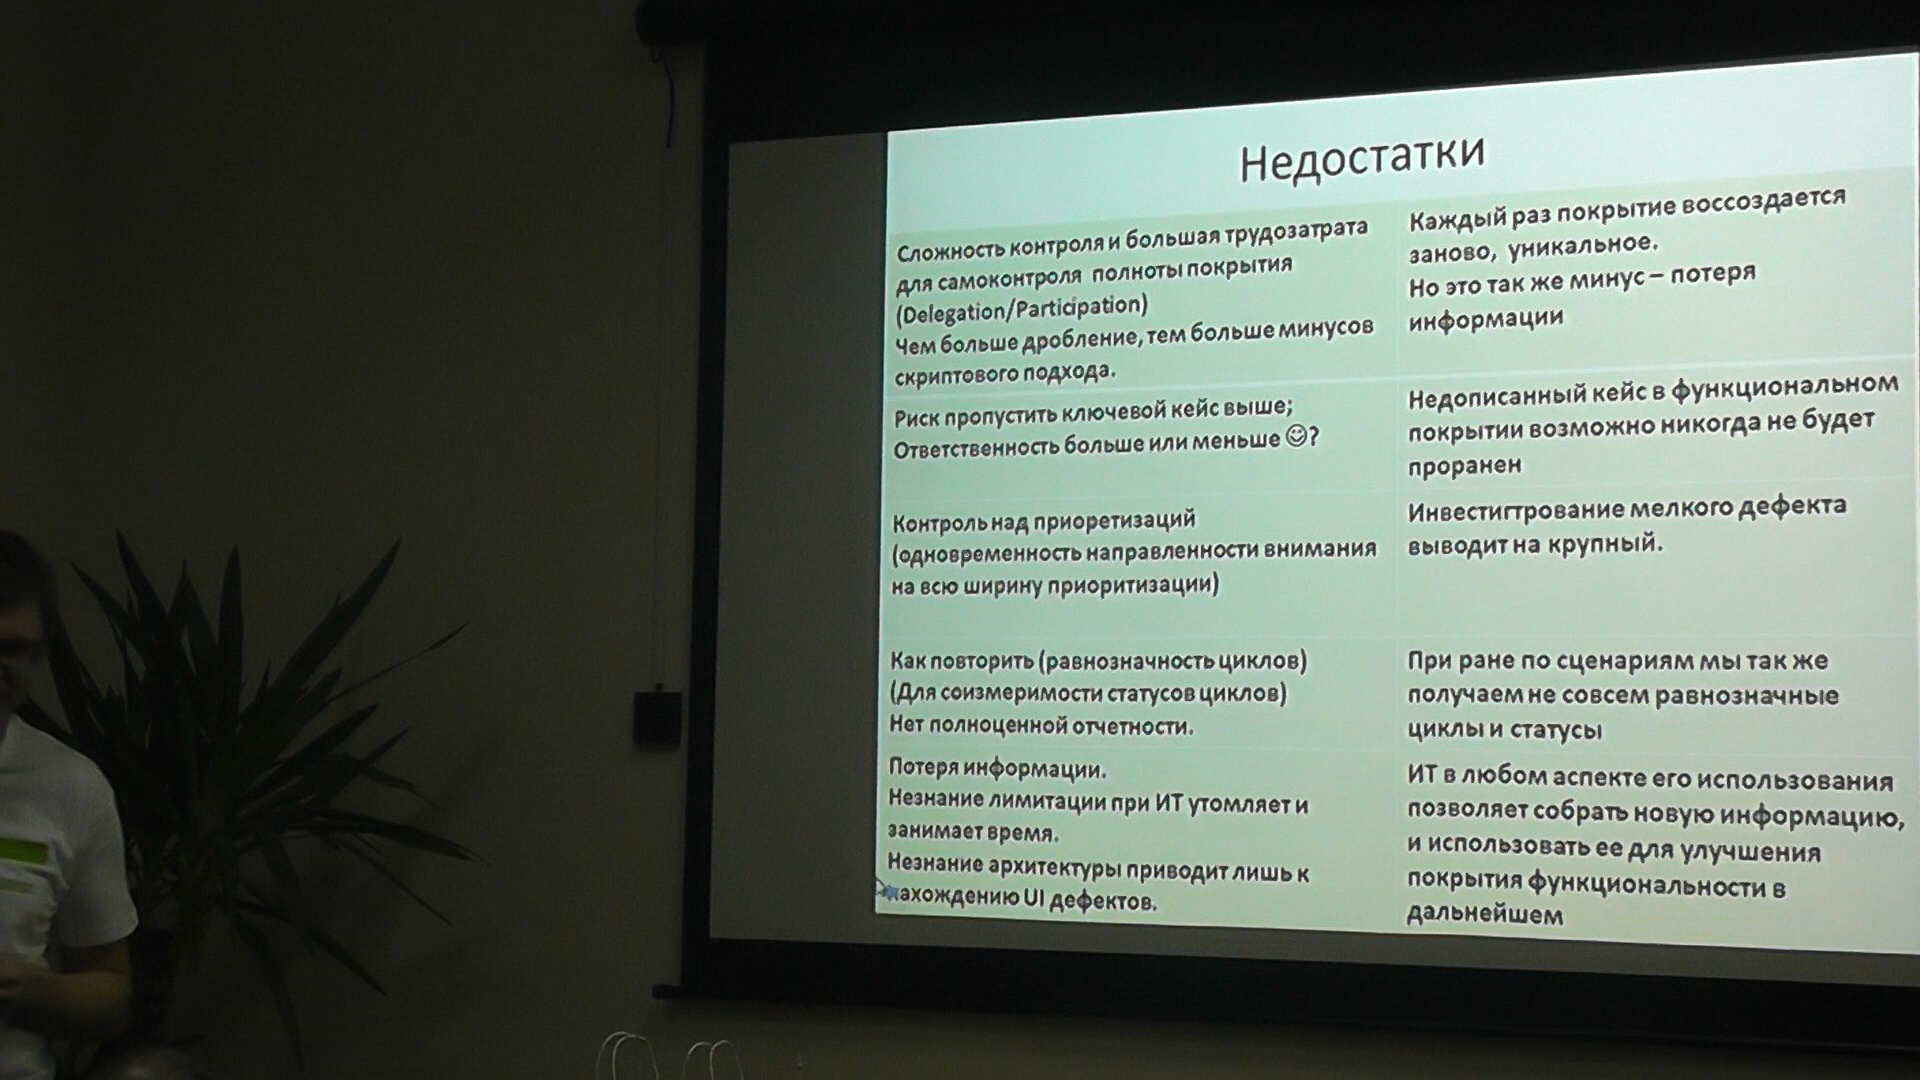 Недостатки
Сложность контроля и большая трудозатрата
для самоконтроля полноты покрытия
(Delegation/Participation)
Чем больше дробление, тем больше минусов
скриптового подхода.
Каждый раз покрытие воссоздается
заново, уникальное.
Но это так же минус – потеря
информации
Риск пропустить ключевой кейс выше;
Ответственность больше или меньше ☺?
Недописанный кейс в функциональном
покрытии возможно никогда не будет
проранен
Контроль над приоретизаций
(одновременность направленности внимания
на всю ширину приоритизации)
Инвестигтрование мелкого дефекта
выводит на крупный.
Как повторить (равнозначность циклов)
(Для соизмеримости статусов циклов)
Нет полноценной отчетности.
При ране по сценариям мы так же
получаем не совсем равнозначные
циклы и статусы
Потеря информации.
Незнание лимитации при ИТ утомляет и
занимает время.
Незнание архитектуры приводит лишь к
нахождению UI дефектов.
ИТ в любом аспекте его использования
позволяет собрать новую информацию,
и использовать ее для улучшения
покрытия функциональности в
дальнейшем